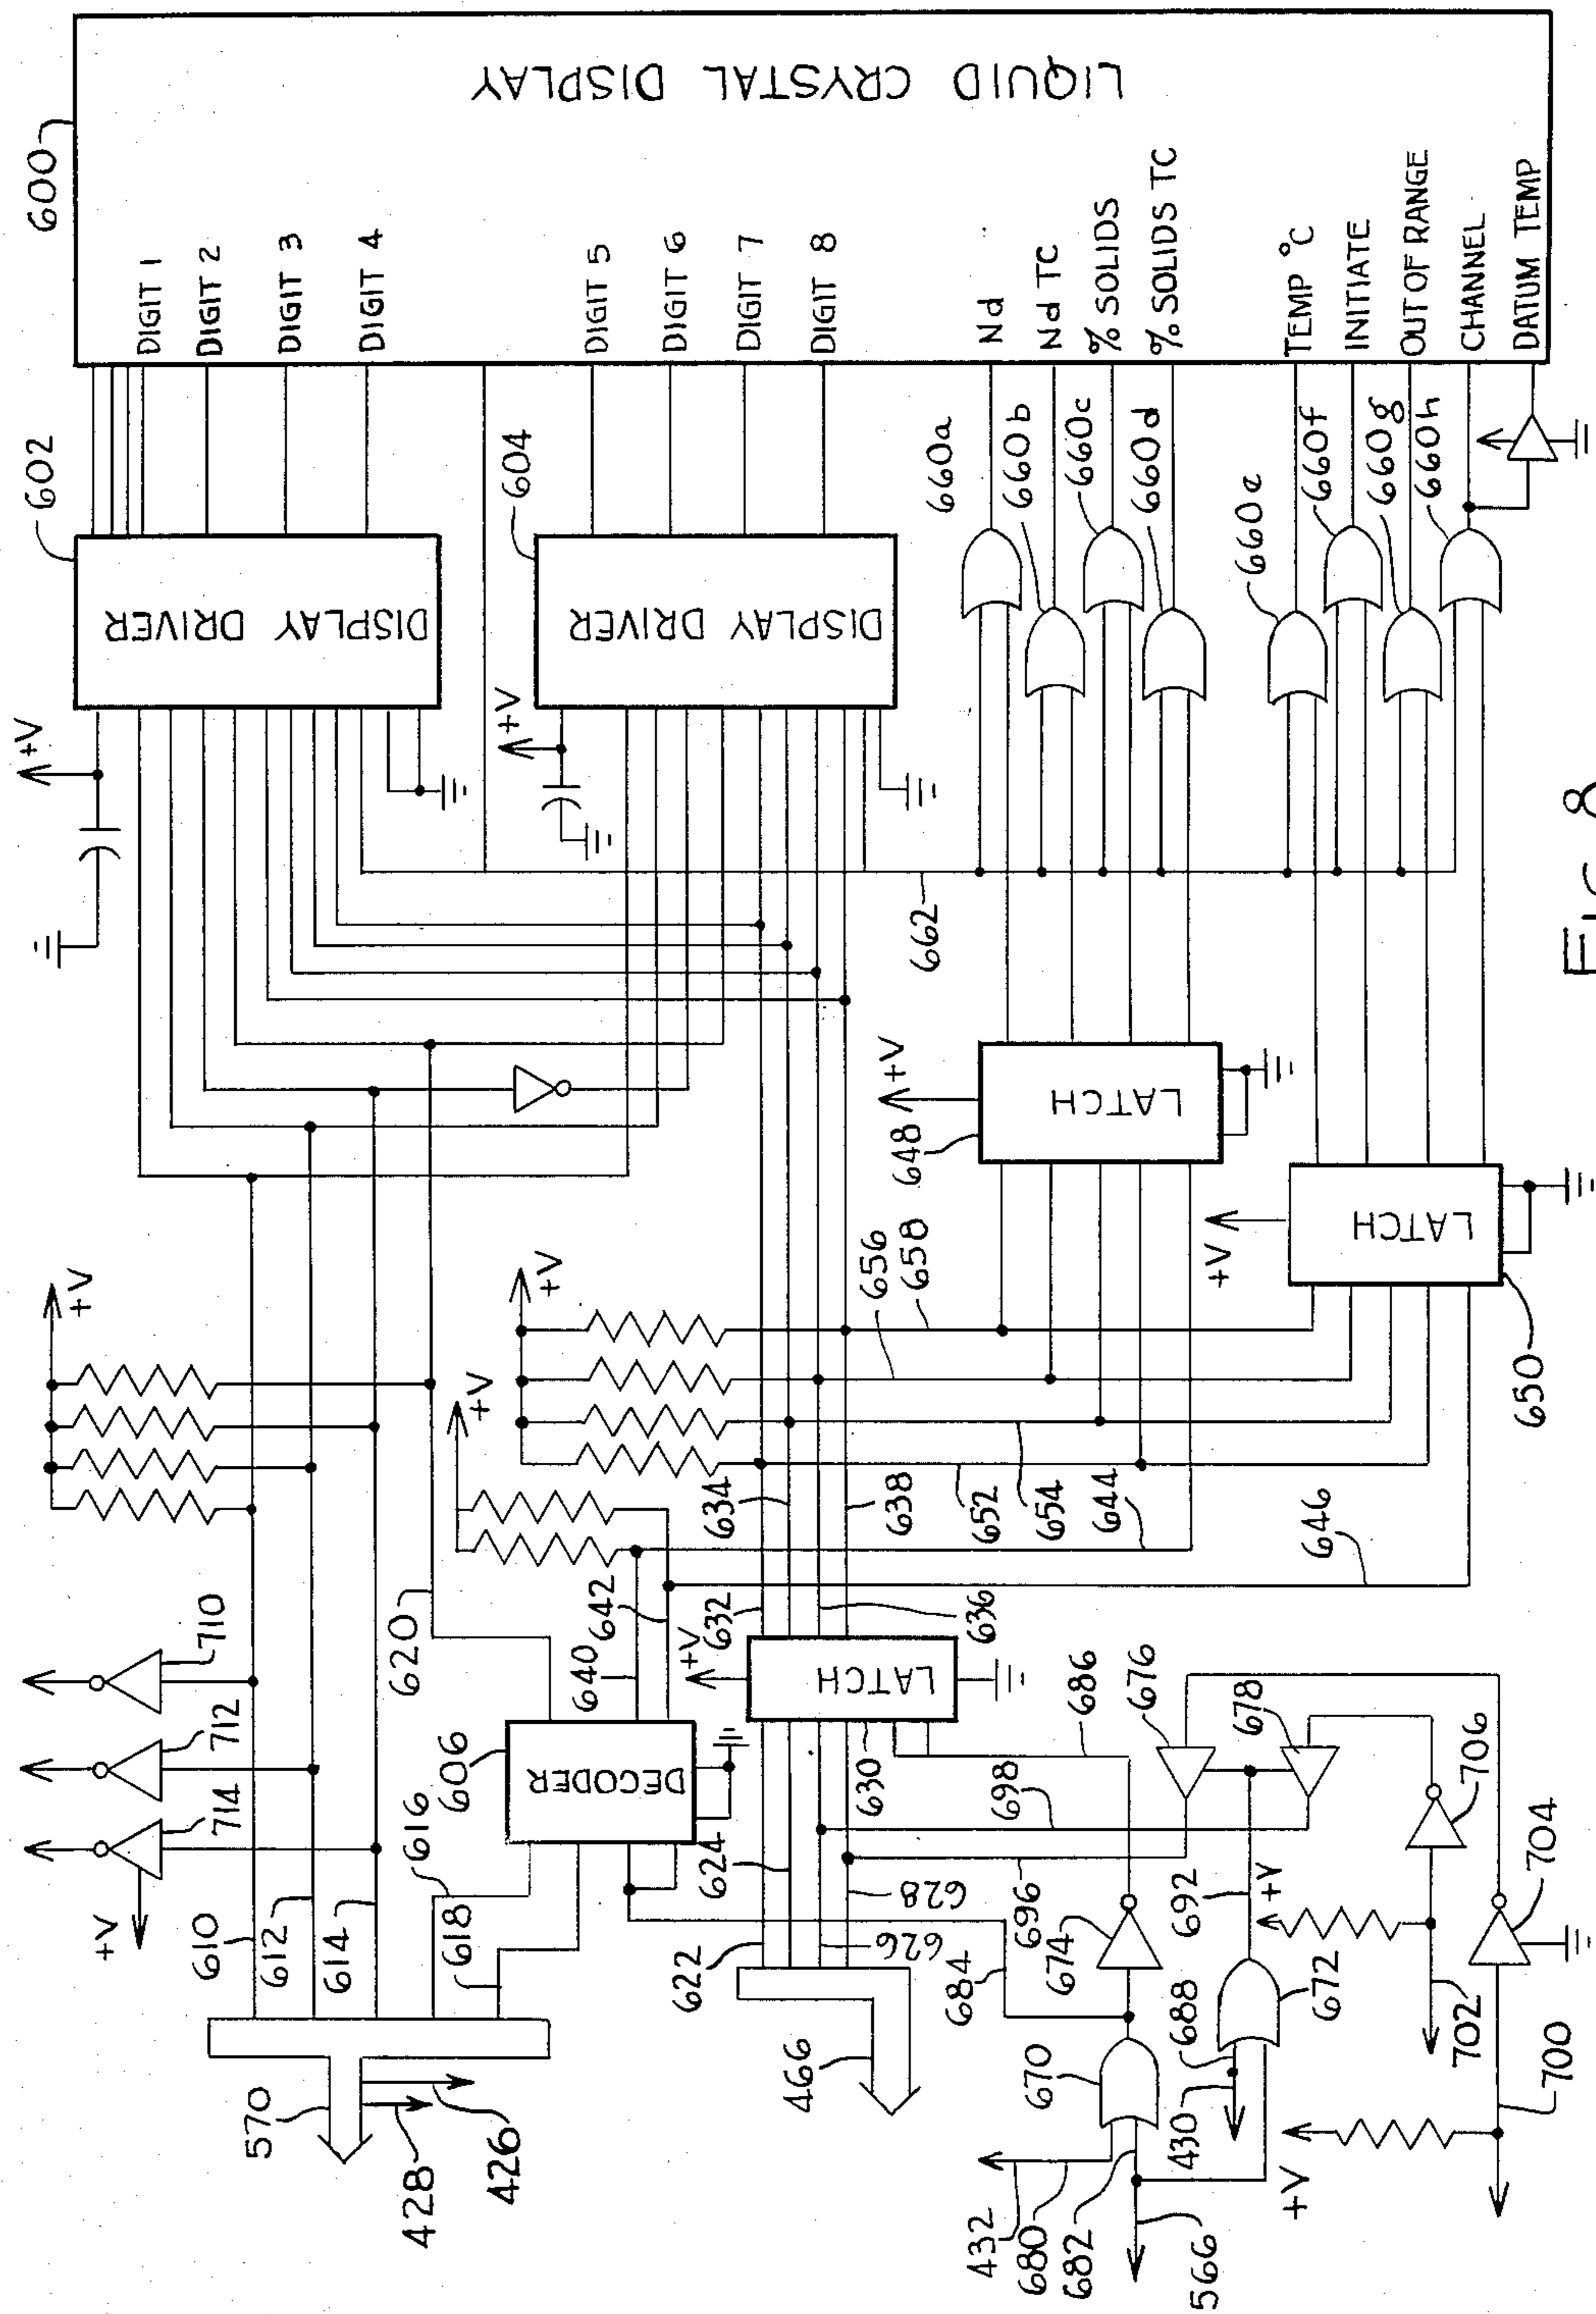 600
LIQUID CRYSTAL DISPLAY
DIGIT 1
DIGIT 2
DIGIT 3
DIGIT 4
DIGIT 5
DIGIT 6
DIGIT 7
DIGIT 8
Nd
Nd TC
% SOLIDS
% SOLIDS TC
TEMP °C
INITIATE
OUT OF RANGE
CHANNEL
DATUM TEMP
602
604
DISPLAY DRIVER
DISPLAY DRIVER
660a
660b
660c
660d
660e
660f
660g
660h
+V
+V
662
FIG 8
+V
648
LATCH
+V
LATCH
650
+V
+V
+V
656
658
634
638
652
654
644
646
710
712
714
+V
620
640
642
632
636
+V
LATCH
630
606
DECODER
616
618
610
612
614
624
622
628
626
686
676
678
698
696
706
704
692
+V
674
684
672
688
670
702
700
570
428
426
466
430
432
680
682
566
+V